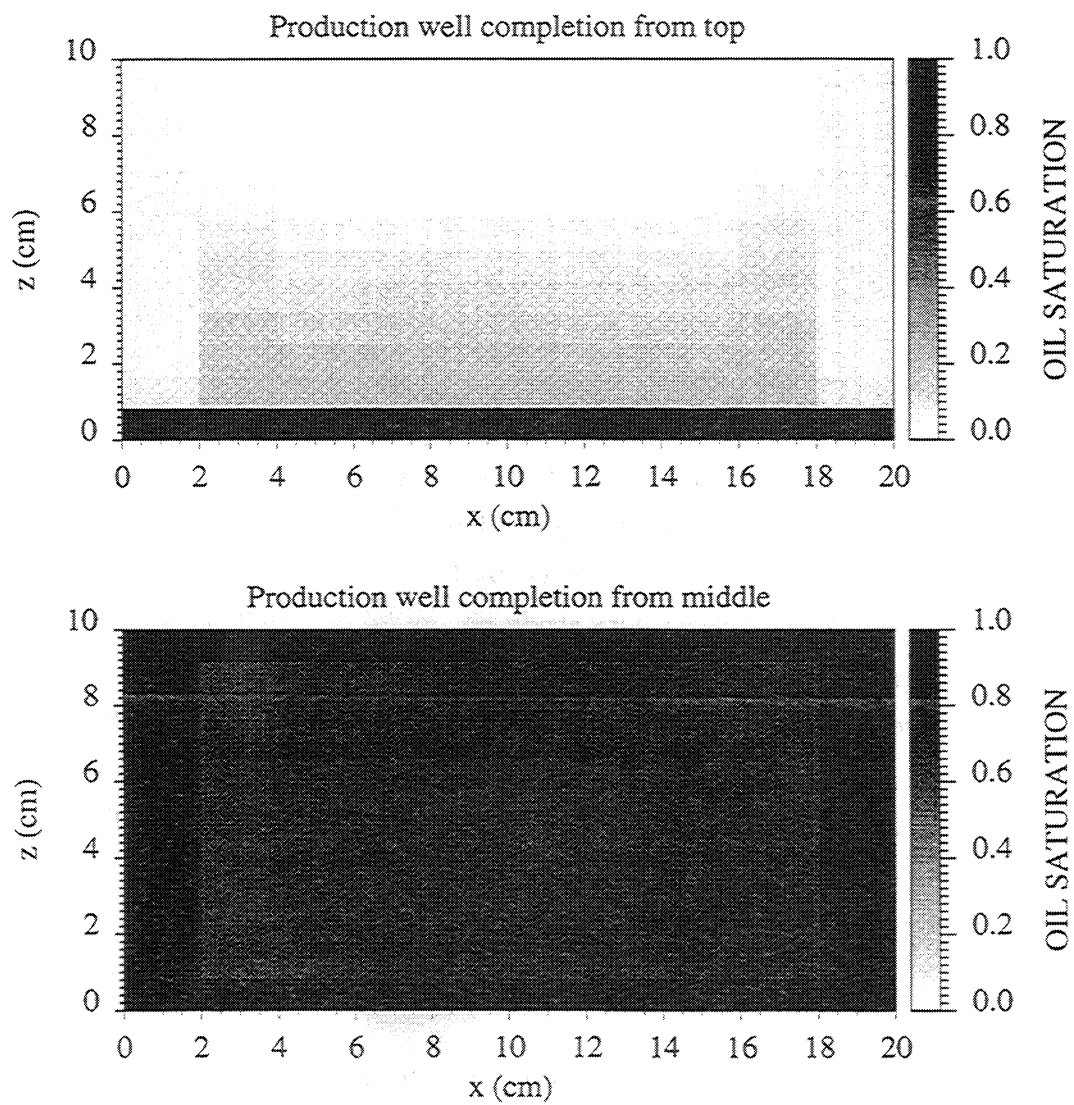 Production well completion from top
10
8
6
4
2
0
z (cm)
0 2 4 6 8 10 12 14 16 18 20
x (cm)
1.0
0.8
0.6
0.4
0.2
0.0
OIL SATURATION
Production well completion from middle
10
8
6
4
2
0
z (cm)
0 2 4 6 8 10 12 14 16 18 20
x (cm)
1.0
0.8
0.6
0.4
0.2
0.0
OIL SATURATION